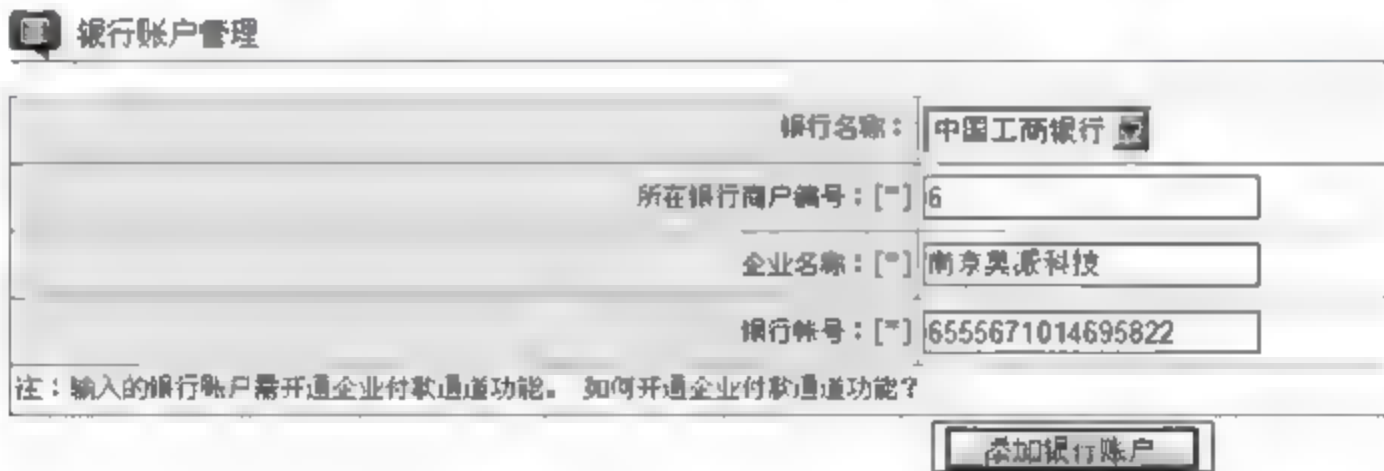 银行账户管理
银行名称： 中国工商银行
所在银行商户编号：[*] 6
企业名称：[*] 南京奥派科技
银行帐号：[*] 6555671014695822
注：输入的银行账户需开通企业付款通道功能。 如何开通企业付款通道功能？
添加银行账户